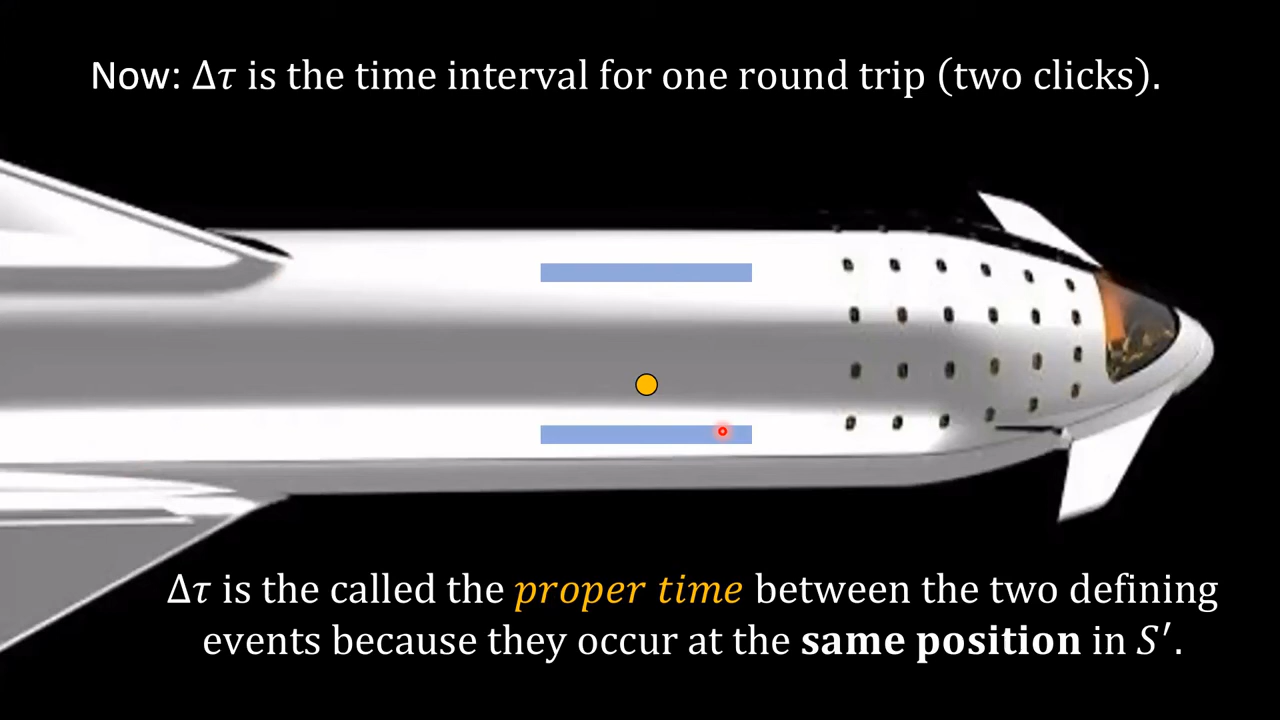 Now: Δτ is the time interval for one round trip (two clicks).
Δτ is the called the proper time between the two defining
events because they occur at the same position in S′.